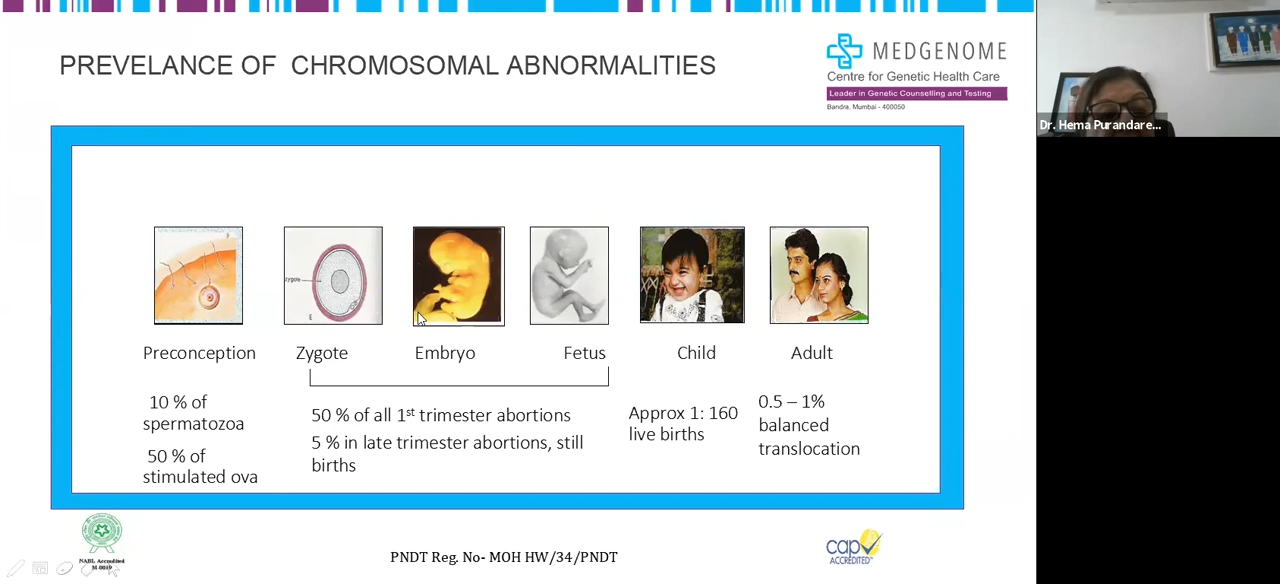 PREVELANCE OF CHROMOSOMAL ABNORMALITIES
MEDGENOME
Centre for Genetic Health Care
Leader in Genetic Counselling and Testing
Bandra, Mumbai - 400050
Dr. Hema Purandare...
zygote
E
Preconception
Zygote
Embryo
Fetus
Child
Adult
10 % of
spermatozoa
50 % of
stimulated ova
50 % of all 1st trimester abortions
5 % in late trimester abortions, still
births
Approx 1: 160
live births
0.5 – 1%
balanced
translocation
NABL Accredited
M-0049
PNDT Reg. No- MOH HW/34/PNDT
cap
ACCREDITED